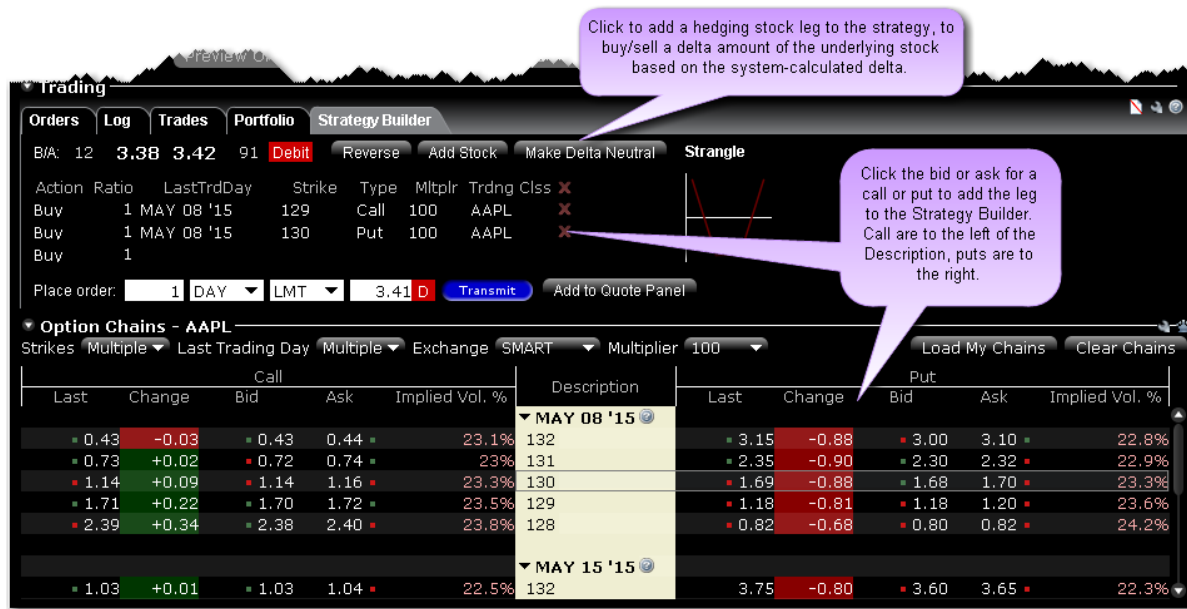 Click to add a hedging stock leg to the strategy, to
buy/sell a delta amount of the underlying stock
based on the system-calculated delta.
Trading
Orders Log Trades Portfolio Strategy Builder
B/A: 12 3.38 3.42 91 Debit Reverse Add Stock Make Delta Neutral Strangle
Action Ratio LastTrdDay Strike Type Mltplr Trdng Clss
Buy 1 MAY 08 '15 129 Call 100 AAPL
Buy 1 MAY 08 '15 130 Put 100 AAPL
Buy 1
Click the bid or ask for a
call or put to add the leg
to the Strategy Builder.
Call are to the left of the
Description, puts are to
the right.
Place order: 1 DAY LMT 3.41 D Transmit Add to Quote Panel
Option Chains - AAPL
Strikes Multiple Last Trading Day Multiple Exchange SMART Multiplier 100 Load My Chains Clear Chains
Call Description Put
Last Change Bid Ask Implied Vol. % Last Change Bid Ask Implied Vol. %
MAY 08 '15
0.43 -0.03 0.43 0.44 23.1% 132 3.15 -0.88 3.00 3.10 22.8%
0.73 +0.02 0.72 0.74 23% 131 2.35 -0.90 2.30 2.32 22.9%
1.14 +0.09 1.14 1.16 23.3% 130 1.69 -0.88 1.68 1.70 23.3%
1.71 +0.22 1.70 1.72 23.5% 129 1.18 -0.81 1.18 1.20 23.6%
2.39 +0.34 2.38 2.40 23.8% 128 0.82 -0.68 0.80 0.82 24.2%
MAY 15 '15
1.03 +0.01 1.03 1.04 22.5% 132 3.75 -0.80 3.60 3.65 22.3%